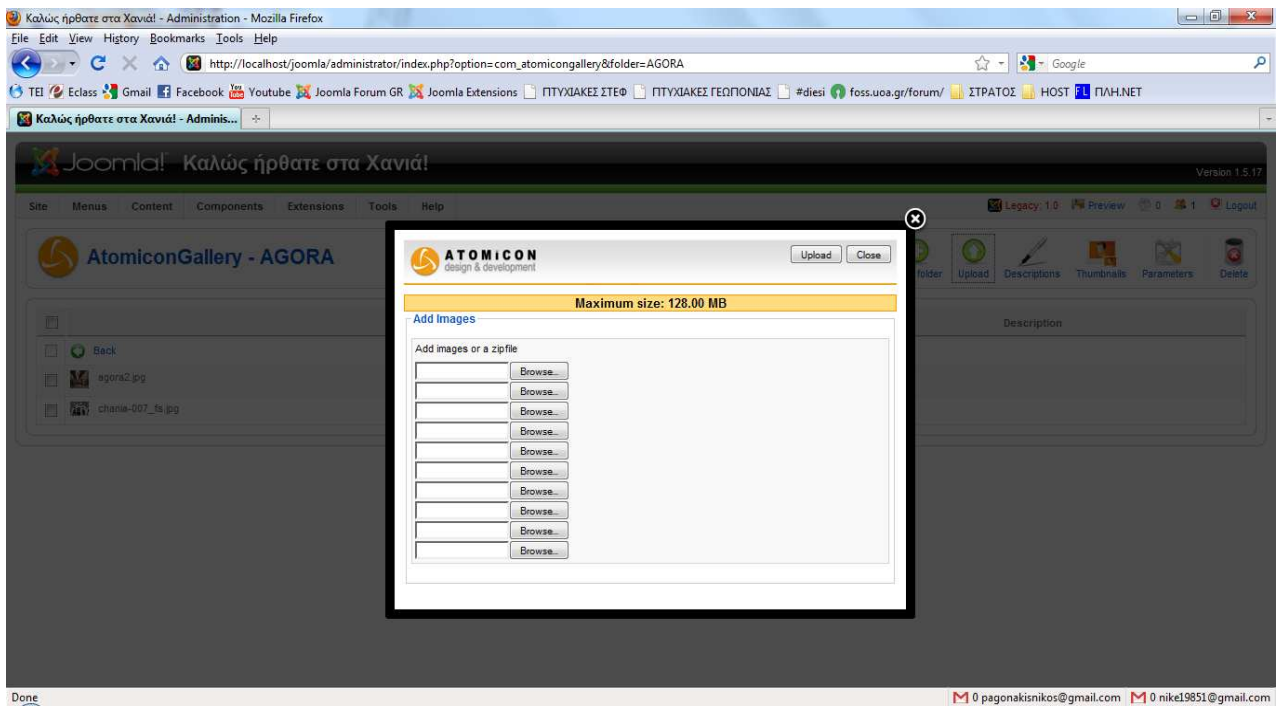 Καλώς ήρθατε στα Χανιά! - Administration - Mozilla Firefox
File Edit View History Bookmarks Tools Help
http://localhost/joomla/administrator/index.php?option=com_atomicongallery&folder=AGORA
Google
TEI Eclass Gmail Facebook Youtube Joomla Forum GR Joomla Extensions ΠΤΥΧΙΑΚΕΣ ΣΤΕΦ ΠΤΥΧΙΑΚΕΣ ΓΕΩΠΟΝΙΑΣ #diesi foss.uoa.gr/forum/ ΣΤΡΑΤΟΣ HOST ΠΛΗ.ΝΕΤ
Καλώς ήρθατε στα Χανιά! - Adminis...
Joomla! Καλώς ήρθατε στα Χανιά!
Version 1.5.17
Site Menus Content Components Extensions Tools Help
Legacy: 1.0 Preview 0 1 Logout
AtomiconGallery - AGORA
folder Upload Descriptions Thumbnails Parameters Delete
Description
Back
agora2.jpg
chania-007_fs.jpg
ATOMiCON
design & development
Upload Close
Maximum size: 128.00 MB
Add Images
Add images or a zipfile
Browse...
Browse...
Browse...
Browse...
Browse...
Browse...
Browse...
Browse...
Browse...
Browse...
Done
0 pagonakisnikos@gmail.com 0 nike19851@gmail.com